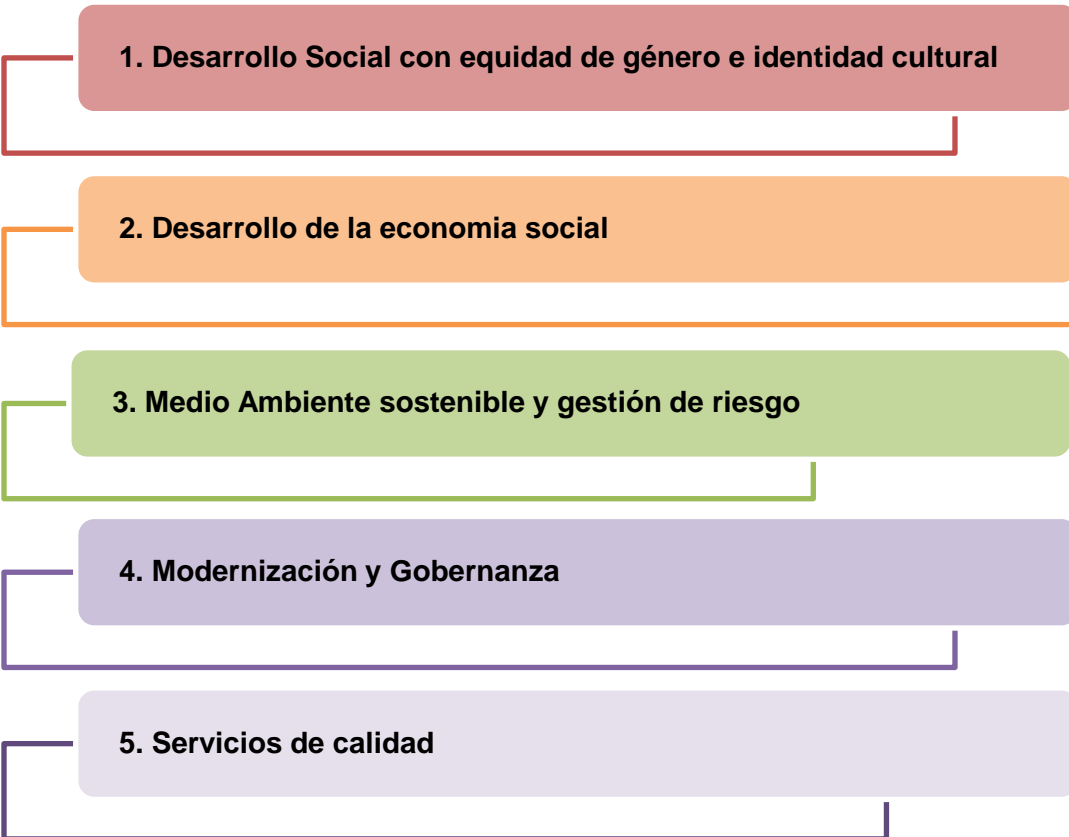 1. Desarrollo Social con equidad de género e identidad cultural
2. Desarrollo de la economia social
3. Medio Ambiente sostenible y gestión de riesgo
4. Modernización y Gobernanza
5. Servicios de calidad